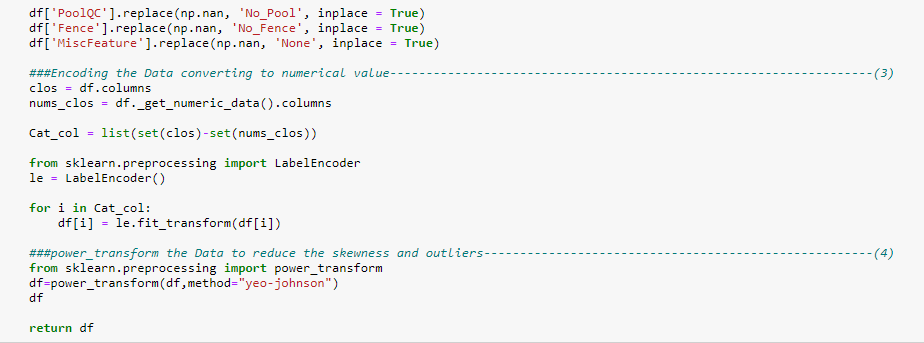 df['PoolQC'].replace(np.nan, 'No_Pool', inplace = True)
df['Fence'].replace(np.nan, 'No_Fence', inplace = True)
df['MiscFeature'].replace(np.nan, 'None', inplace = True)
###Encoding the Data converting to numerical value-------------------------------------------------------------------(3)
clos = df.columns
nums_clos = df._get_numeric_data().columns
Cat_col = list(set(clos)-set(nums_clos))
from sklearn.preprocessing import LabelEncoder
le = LabelEncoder()
for i in Cat_col:
    df[i] = le.fit_transform(df[i])
###power_transform the Data to reduce the skewness and outliers------------------------------------------------------(4)
from sklearn.preprocessing import power_transform
df=power_transform(df,method="yeo-johnson")
df
return df